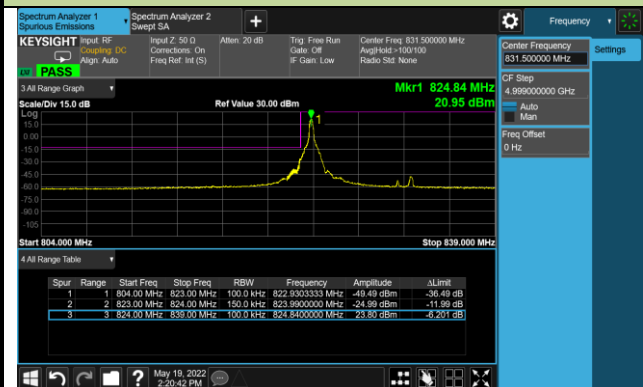 Spectrum Analyzer 1
Spurious Emissions
Spectrum Analyzer 2
Swept SA
+
Frequency
KEYSIGHT
Input: RF
Coupling: DC
Align: Auto
Input Z: 50 Ω
Corrections: On
Freq Ref: Int (S)
Atten: 20 dB
Trig: Free Run
Gate: Off
IF Gain: Low
Center Freq: 831.500000 MHz
Avg|Hold:>100/100
Radio Std: None
PASS
Center Frequency
831.500000 MHz
Settings
CF Step
4.999000000 GHz
Auto
Man
Freq Offset
0 Hz
3 All Range Graph
Mkr1 824.84 MHz
Scale/Div 15.0 dB
Ref Value 30.00 dBm
20.95 dBm
Log
15.0
0.00
-15.0
-30.0
-45.0
-60.0
-75.0
-90.0
-105
1
Start 804.000 MHz
Stop 839.000 MHz
4 All Range Table
Spur Range Start Freq Stop Freq RBW Frequency Amplitude ΔLimit
1 1 804.00 MHz 823.00 MHz 100.0 kHz 822.9303333 MHz -49.49 dBm -36.49 dB
2 2 823.00 MHz 824.00 MHz 150.0 kHz 823.9900000 MHz -24.99 dBm -11.99 dB
3 3 824.00 MHz 839.00 MHz 100.0 kHz 824.8400000 MHz 23.80 dBm -6.201 dB
?
May 19, 2022
2:20:42 PM